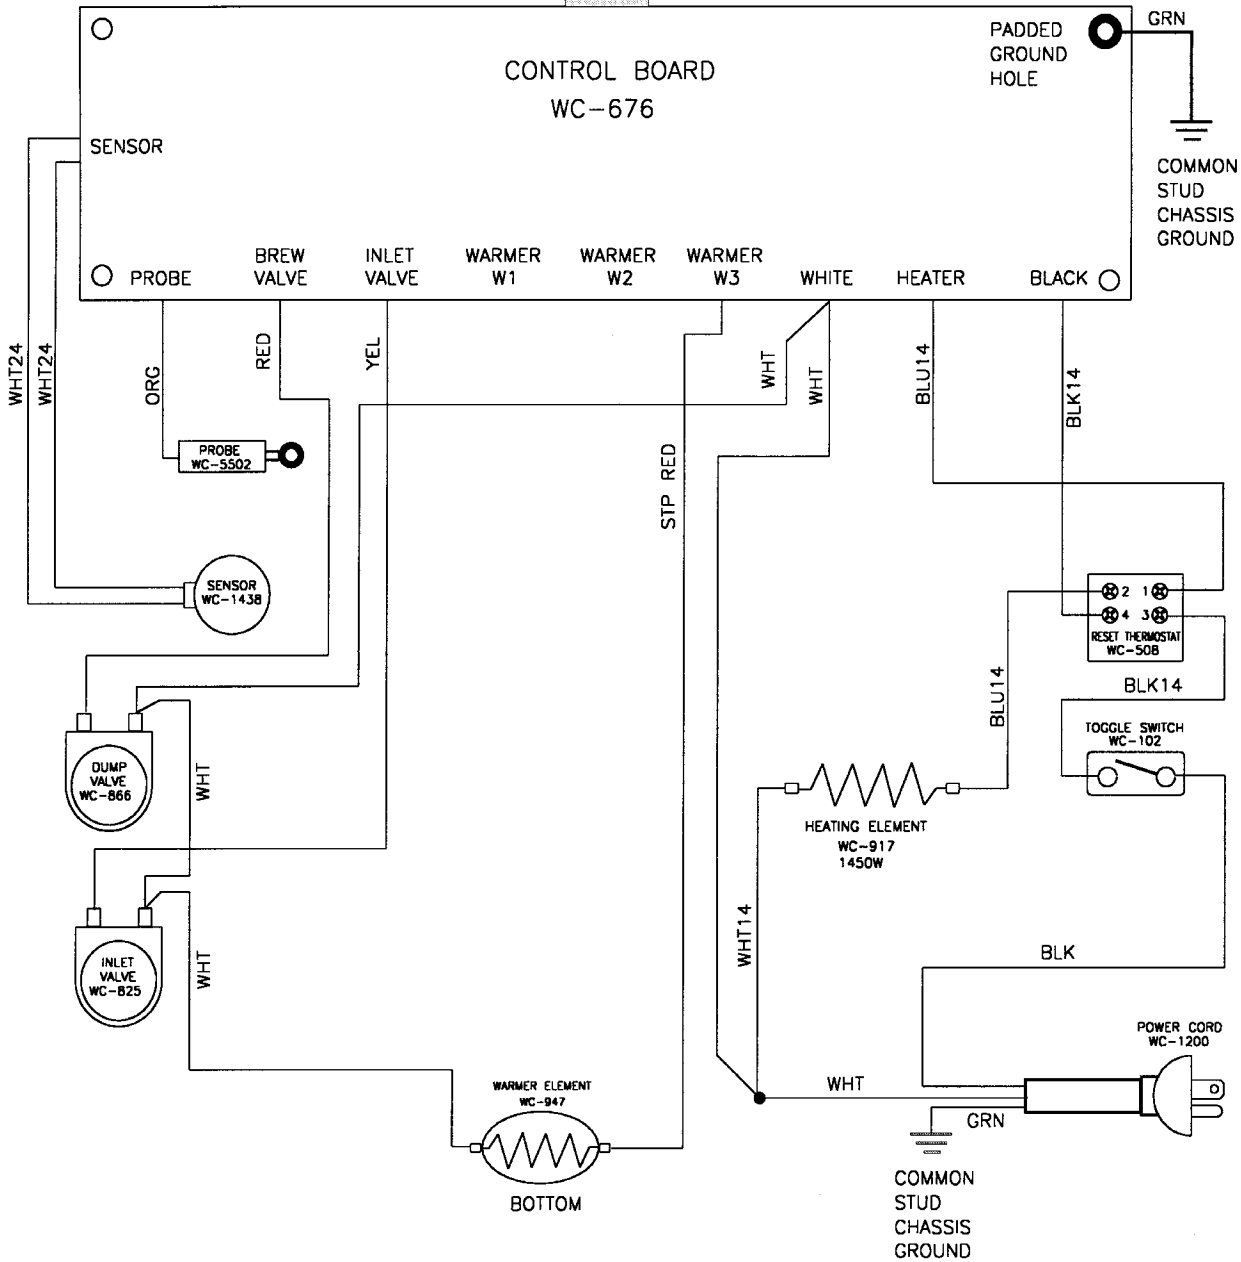 GRN
PADDED
GROUND
HOLE
CONTROL BOARD
WC-676
COMMON
STUD
CHASSIS
GROUND
SENSOR
PROBE
BREW
VALVE
INLET
VALVE
WARMER
W1
WARMER
W2
WARMER
W3
WHITE
HEATER
BLACK
WHT24
WHT24
ORG
RED
YEL
WHT
WHT
BLU14
BLK14
PROBE
WC-5502
STP RED
SENSOR
WC-1438
2 1
4 3
RESET THERMOSTAT
WC-508
BLK14
BLU14
TOGGLE SWITCH
WC-102
DUMP
VALVE
WC-866
WHT
HEATING ELEMENT
WC-917
1450W
WHT14
BLK
INLET
VALVE
WC-825
WHT
POWER CORD
WC-1200
WARMER ELEMENT
WC-947
BOTTOM
WHT
GRN
COMMON
STUD
CHASSIS
GROUND